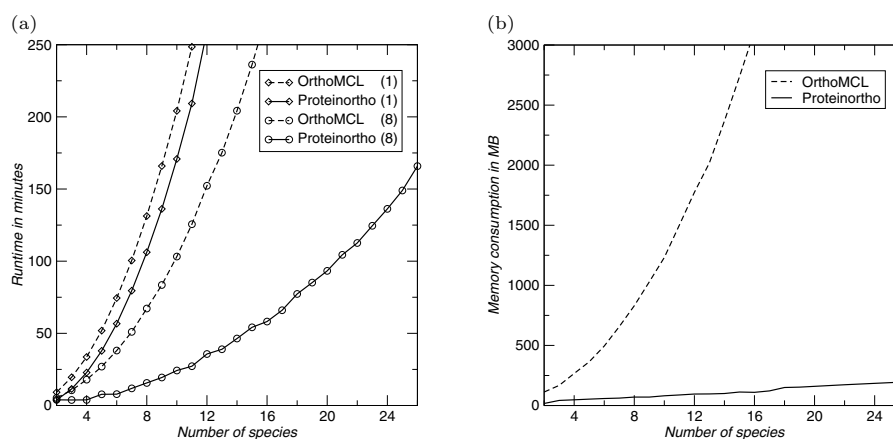 (a)
250
200
150
100
50
0
Runtime in minutes
4 8 12 16 20 24
Number of species
OrthoMCL (1)
Proteinortho (1)
OrthoMCL (8)
Proteinortho (8)
(b)
3000
2500
2000
1500
1000
500
0
Memory consumption in MB
4 8 12 16 20 24
Number of species
OrthoMCL
Proteinortho